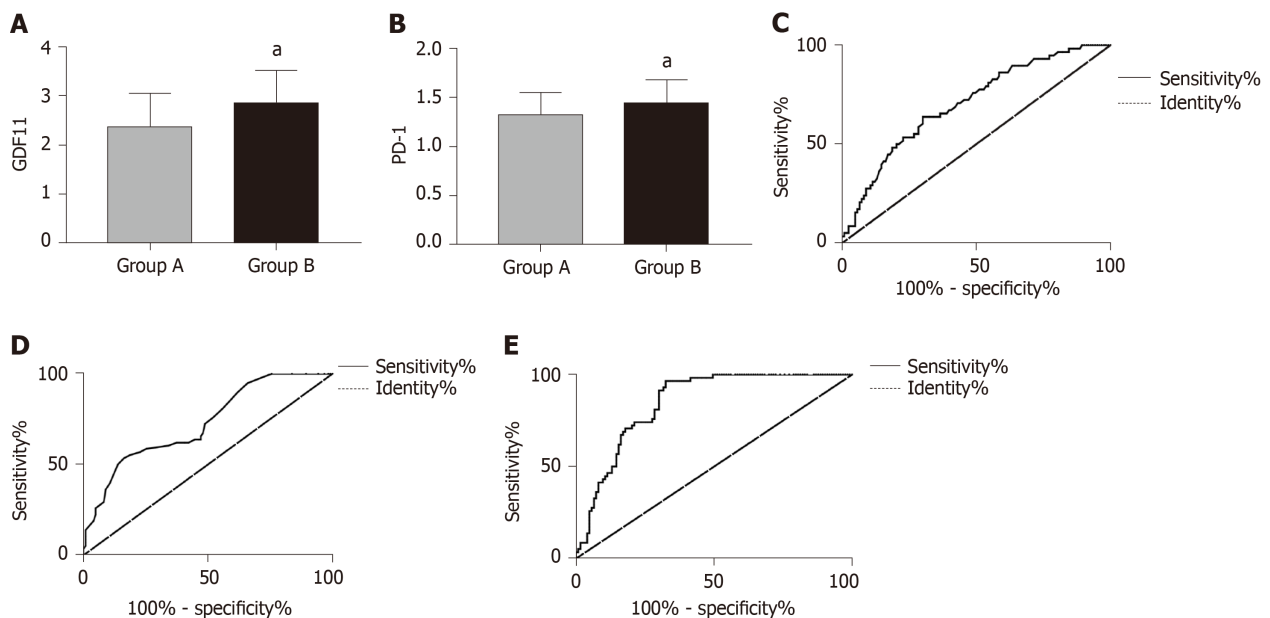 A
4
3
2
1
0
GDF11
a
Group A
Group B
B
2.0
1.5
1.0
0.5
0.0
PD-1
a
Group A
Group B
C
100
50
0
Sensitivity%
0
50
100
100% - specificity%
Sensitivity%
Identity%
D
100
50
0
Sensitivity%
0
50
100
100% - specificity%
Sensitivity%
Identity%
E
100
50
0
Sensitivity%
0
50
100
100% - specificity%
Sensitivity%
Identity%